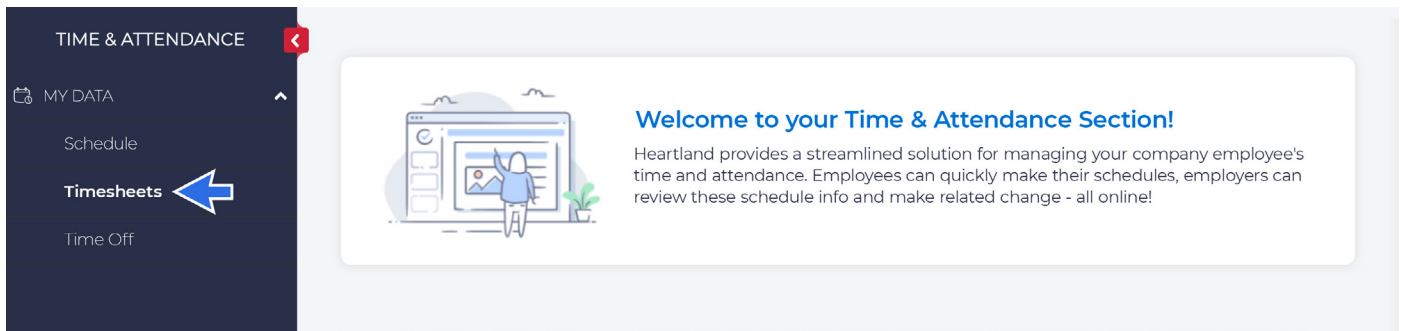 TIME & ATTENDANCE
MY DATA
Schedule
Timesheets
Time Off
Welcome to your Time & Attendance Section!
Heartland provides a streamlined solution for managing your company employee's
time and attendance. Employees can quickly make their schedules, employers can
review these schedule info and make related change - all online!